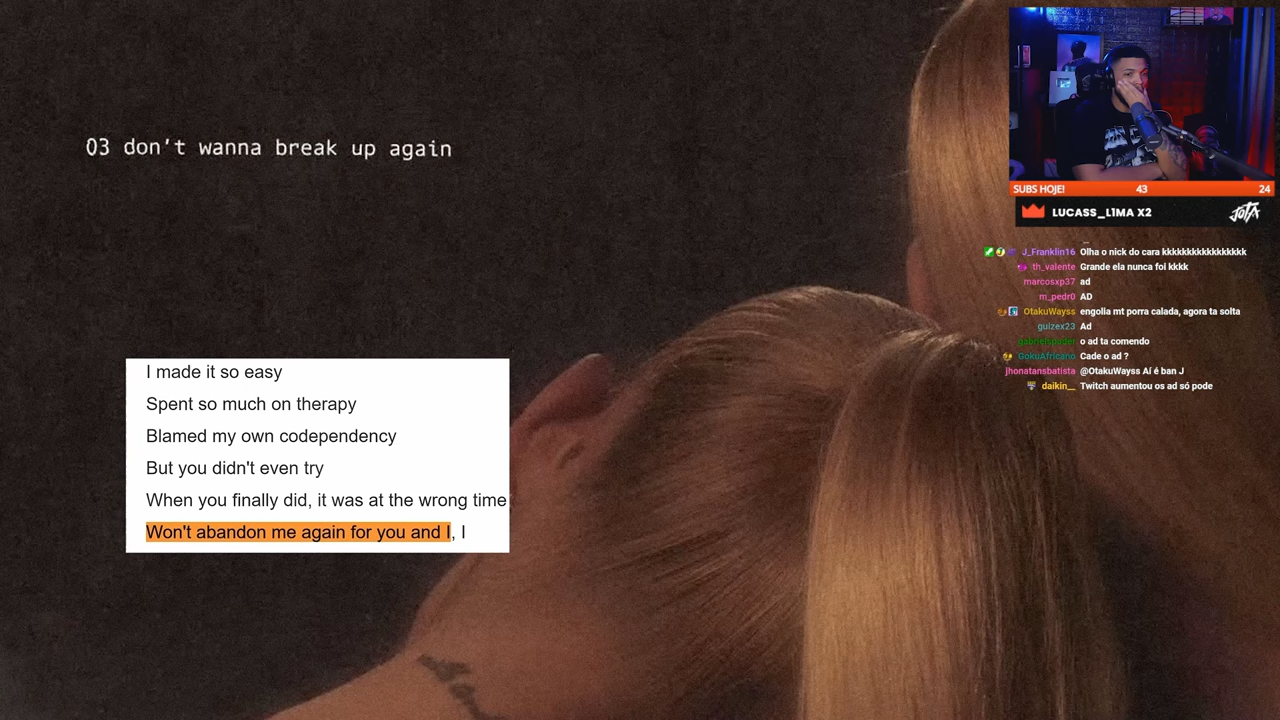 03 don't wanna break up again
I made it so easy
Spent so much on therapy
Blamed my own codependency
But you didn't even try
When you finally did, it was at the wrong time
Won't abandon me again for you and I, I
SUBS HOJE! 43 24
LUCASS_L1MA X2 JOTA
J_Franklin16 Olha o nick do cara kkkkkkkkkkkkkkkkk
th_valente Grande ela nunca foi kkkk
marcosxp37 ad
m_pedr0 AD
OtakuWayss engolia mt porra calada, agora ta solta
guizex23 Ad
o ad ta comendo
GokuAfricano Cade o ad ?
jhonatansbatista @OtakuWayss Aí é ban J
daikin__ Twitch aumentou os ad só pode